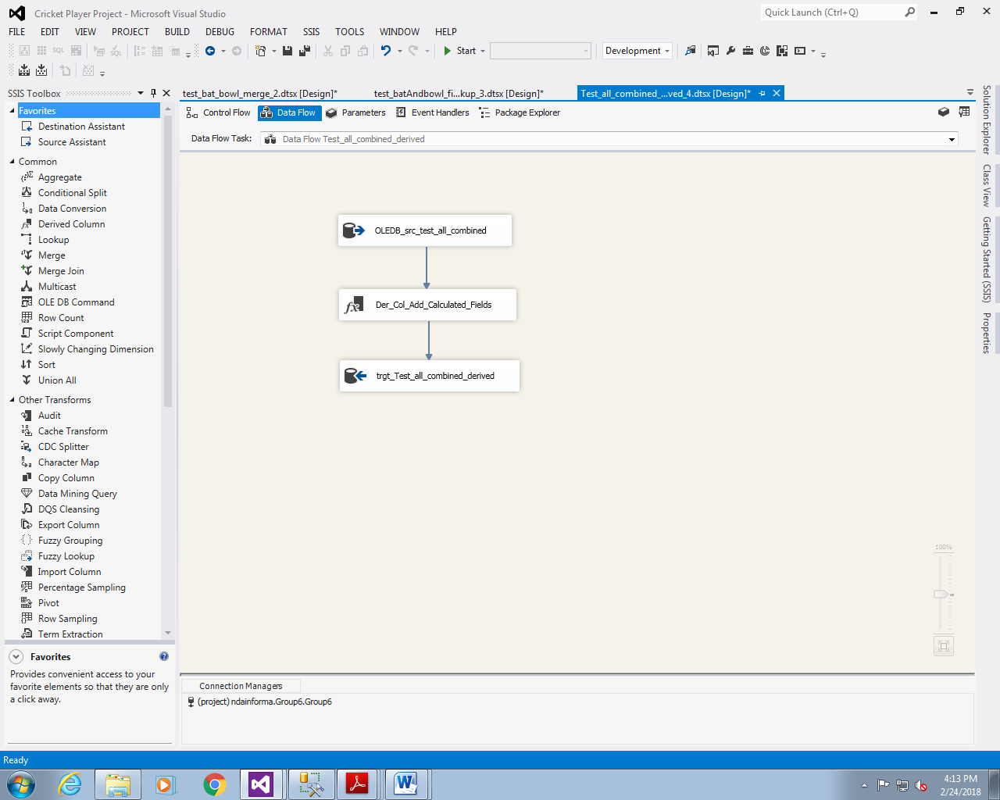 Cricket Player Project - Microsoft Visual Studio
Quick Launch (Ctrl+Q)
FILE EDIT VIEW PROJECT BUILD DEBUG FORMAT SSIS TOOLS WINDOW HELP
SQL SQL Start Development
SSIS Toolbox
test_bat_bowl_merge_2.dtsx [Design]* test_batAndbowl_fi...kup_3.dtsx [Design]* Test_all_combined_...ved_4.dtsx [Design]*
Control Flow Data Flow Parameters Event Handlers Package Explorer
Data Flow Task: Data Flow Test_all_combined_derived
Favorites
Destination Assistant
Source Assistant
Common
Aggregate
Conditional Split
Data Conversion
Derived Column
Lookup
Merge
Merge Join
Multicast
OLE DB Command
Row Count
Script Component
Slowly Changing Dimension
Sort
Union All
Other Transforms
Audit
Cache Transform
CDC Splitter
Character Map
Copy Column
Data Mining Query
DQS Cleansing
Export Column
Fuzzy Grouping
Fuzzy Lookup
Import Column
Percentage Sampling
Pivot
Row Sampling
Term Extraction
Favorites
Provides convenient access to your
favorite elements so that they are only
a click away.
OLEDB_src_test_all_combined
fx Der_Col_Add_Calculated_Fields
trgt_Test_all_combined_derived
100%
Connection Managers
(project) ndainforma.Group6.Group6
Solution Explorer
Class View
Getting Started (SSIS)
Properties
Ready
4:13 PM
2/24/2018